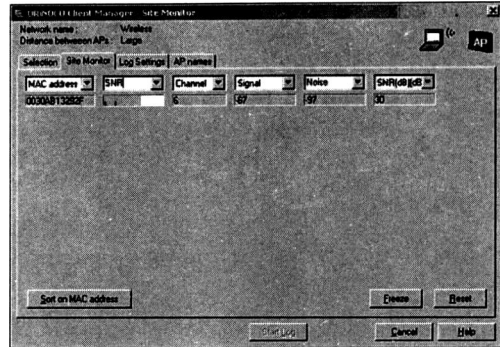 ORiNOCO Client Manager - Site Monitor
Network name : Wireless
Distance between APs : Large
AP
Selection Site Monitor Log Settings AP names
MAC address SNR Channel Signal Noise SNR[dB][dB
6 -67 -97 30
Sort on MAC address Freeze Reset
Start Log Cancel Help